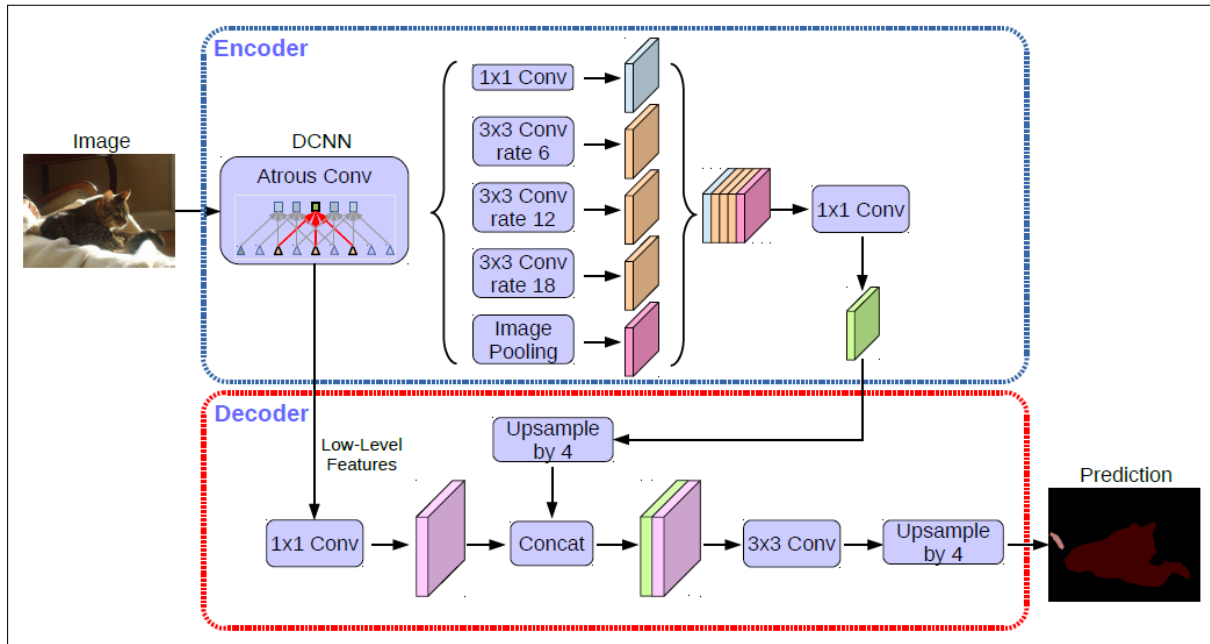 Encoder
Image
DCNN
Atrous Conv
1x1 Conv
3x3 Conv
rate 6
3x3 Conv
rate 12
3x3 Conv
rate 18
Image
Pooling
1x1 Conv
Decoder
Low-Level
Features
Upsample
by 4
1x1 Conv
Concat
3x3 Conv
Upsample
by 4
Prediction